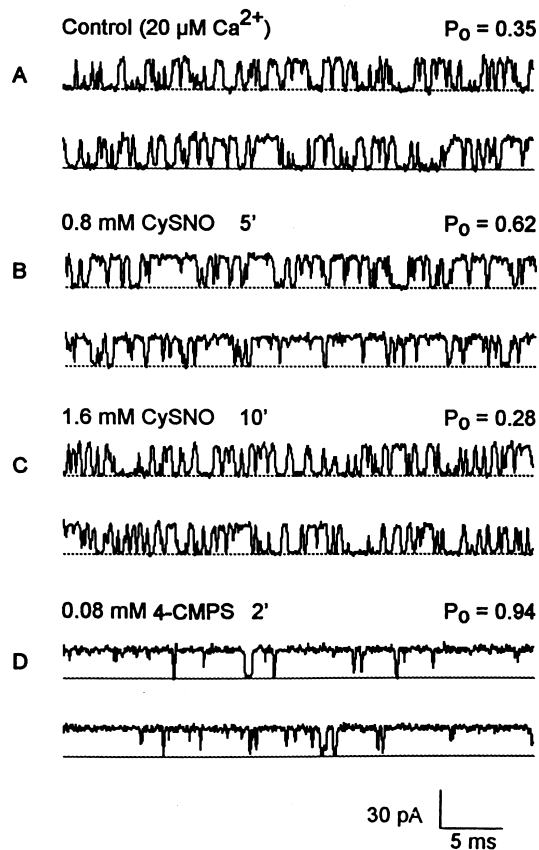 Control (20 µM Ca²⁺) Pₒ = 0.35
A
0.8 mM CySNO 5' Pₒ = 0.62
B
1.6 mM CySNO 10' Pₒ = 0.28
C
0.08 mM 4-CMPS 2' Pₒ = 0.94
D
30 pA
5 ms